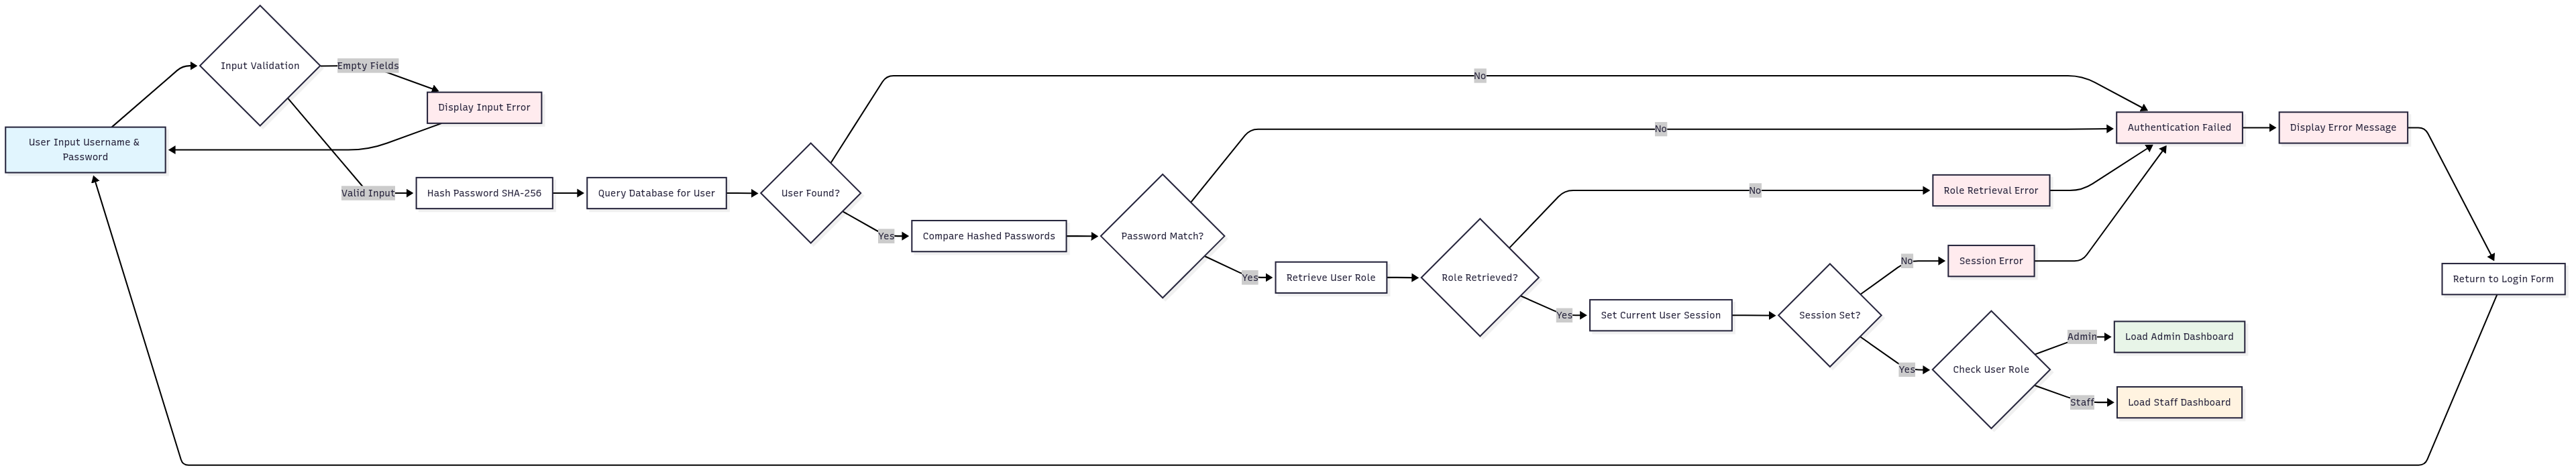 Input Validation
Empty Fields
Display Input Error
User Input Username &
Password
Valid Input
Hash Password SHA-256
Query Database for User
User Found?
No
Yes
Compare Hashed Passwords
Password Match?
No
Yes
Retrieve User Role
Role Retrieved?
No
Role Retrieval Error
Yes
Set Current User Session
Session Set?
No
Session Error
Yes
Check User Role
Admin
Load Admin Dashboard
Staff
Load Staff Dashboard
Authentication Failed
Display Error Message
Return to Login Form